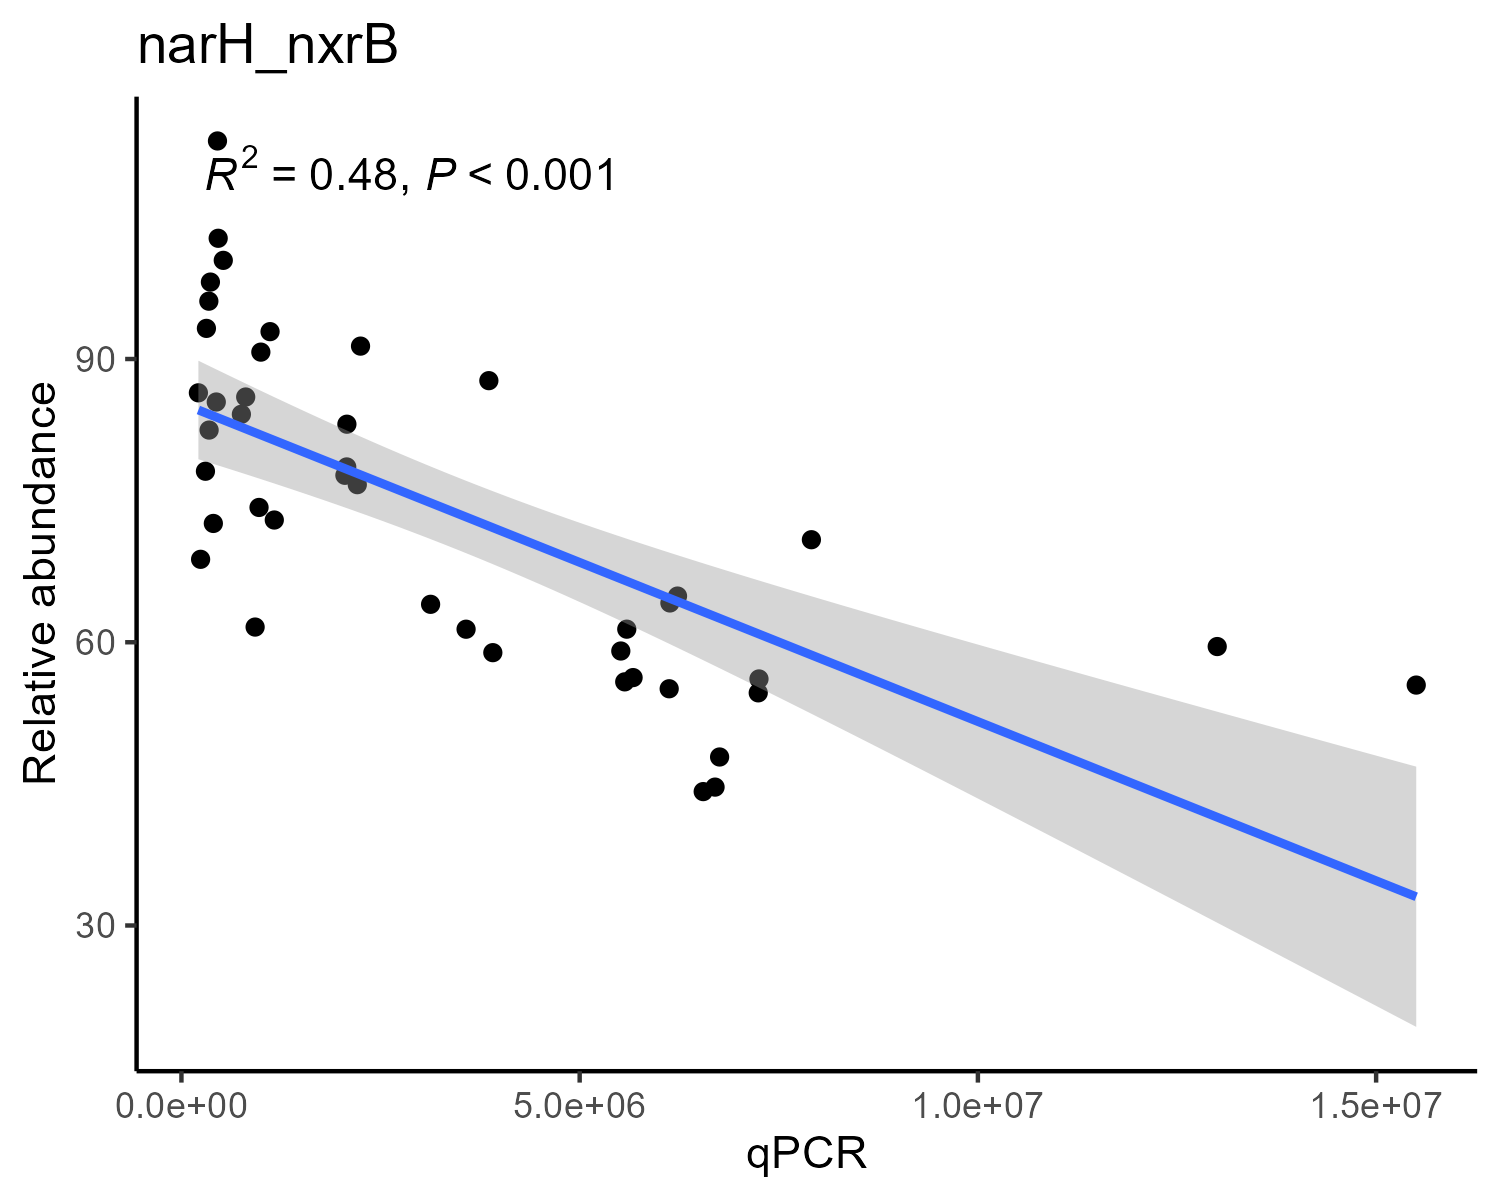 narH_nxrB
R² = 0.48, P < 0.001
Relative abundance
90
60
30
0.0e+00 5.0e+06 1.0e+07 1.5e+07
qPCR